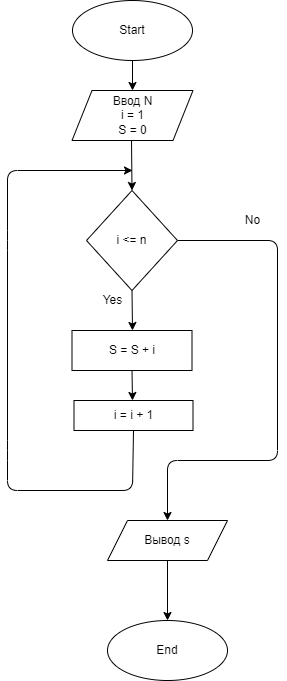 Start
Ввод N
i = 1
S = 0
i <= n
No
Yes
S = S + i
i = i + 1
Вывод s
End